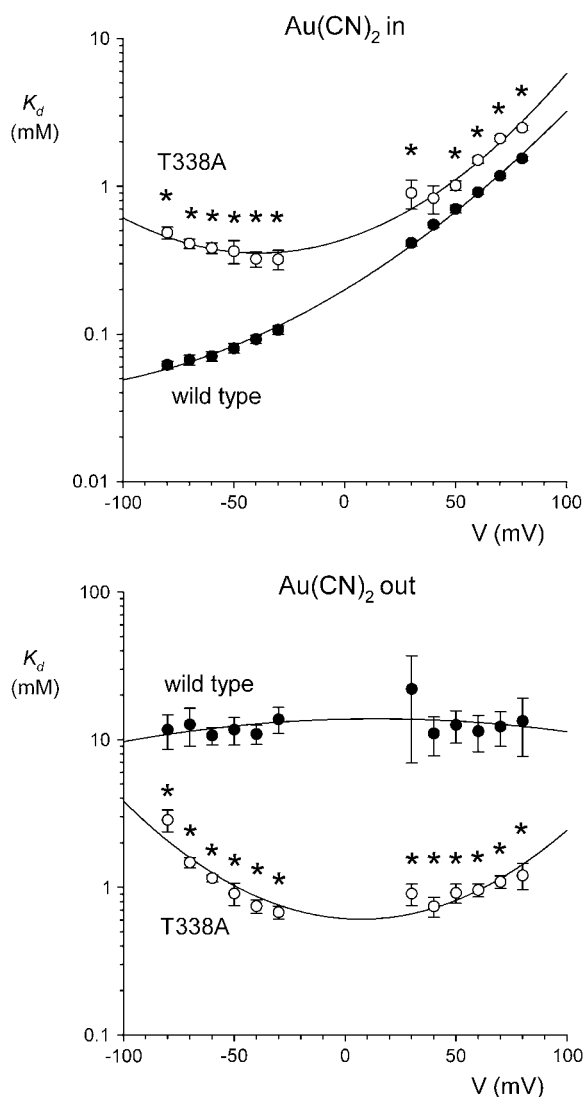 Au(CN)2 in
10
Kd
(mM)
* * * * * *
T338A
* * * * * *
1
0.1
wild type
0.01
-100 -50 0 50 100
V (mV)
Au(CN)2 out
100
Kd
(mM)
wild type
10
* * * * * *
* * * * * *
1
T338A
0.1
-100 -50 0 50 100
V (mV)